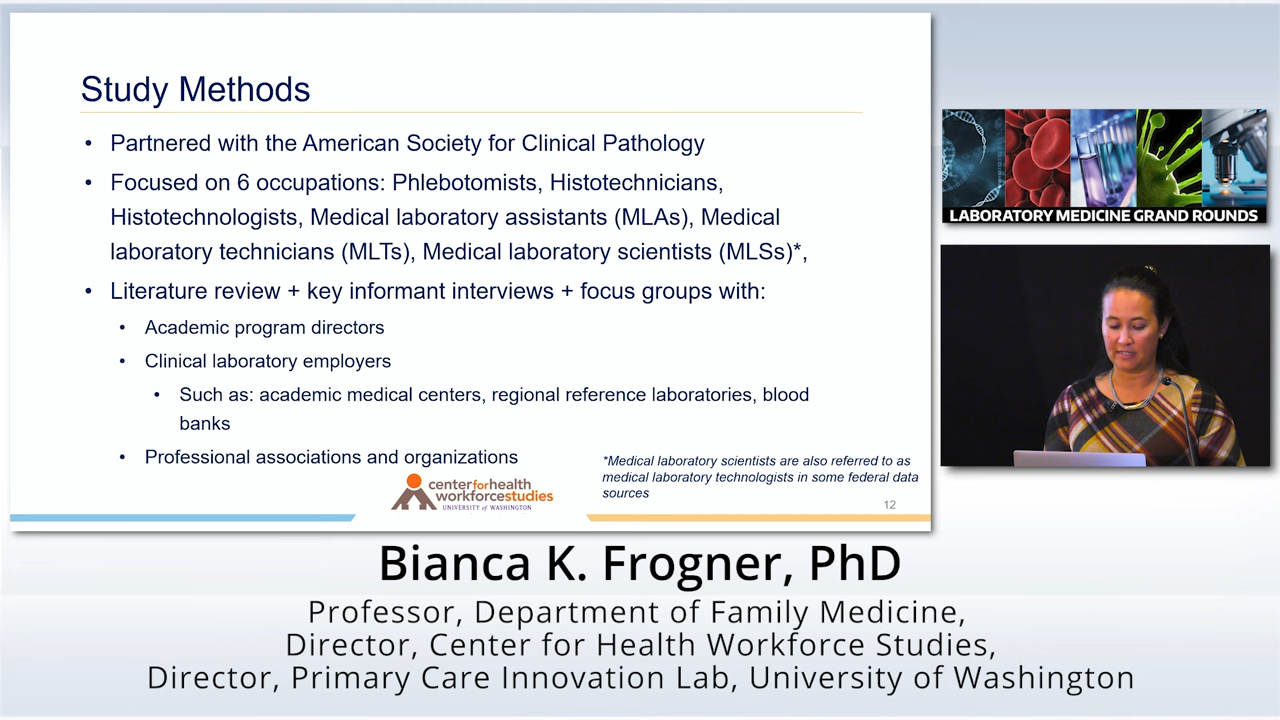 Study Methods
• Partnered with the American Society for Clinical Pathology
• Focused on 6 occupations: Phlebotomists, Histotechnicians,
Histotechnologists, Medical laboratory assistants (MLAs), Medical
laboratory technicians (MLTs), Medical laboratory scientists (MLSs)*,
• Literature review + key informant interviews + focus groups with:
• Academic program directors
• Clinical laboratory employers
• Such as: academic medical centers, regional reference laboratories, blood
banks
• Professional associations and organizations
*Medical laboratory scientists are also referred to as
medical laboratory technologists in some federal data
sources
centerforhealth
workforcestudies
UNIVERSITY of WASHINGTON
12
LABORATORY MEDICINE GRAND ROUNDS
Bianca K. Frogner, PhD
Professor, Department of Family Medicine,
Director, Center for Health Workforce Studies,
Director, Primary Care Innovation Lab, University of Washington